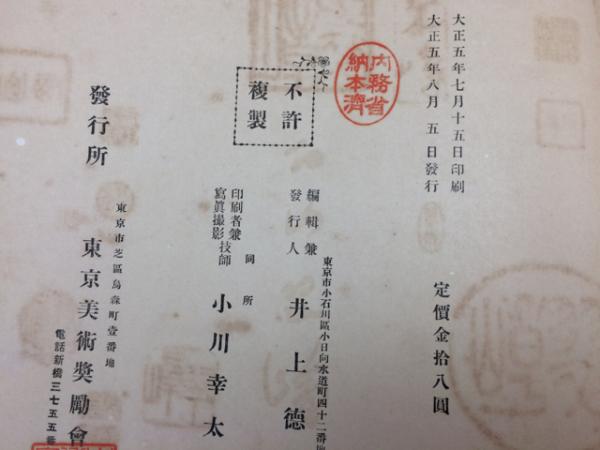 大正五年七月十五日印刷
大正五年八月五日發行
定價金拾八圓
内務省
納本濟
不許
複製
東京市小石川區小日向水道町四十二番地
編輯兼
發行人
井上德
同所
印刷者兼
寫眞撮影技師
小川幸太
發行所
東京市芝區烏森町壹番地
東京美術奬勵會
電話新橋三七五五番